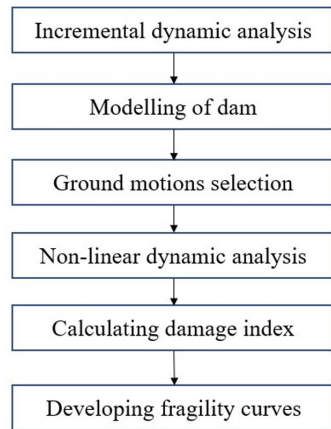 Incremental dynamic analysis
Modelling of dam
Ground motions selection
Non-linear dynamic analysis
Calculating damage index
Developing fragility curves